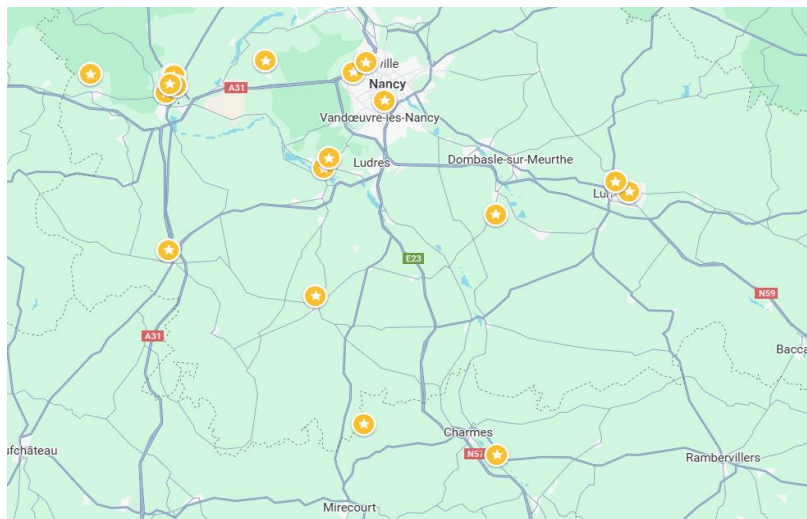 ville
Nancy
A31
Vandœuvre-lès-Nancy
Ludres
Dombasle-sur-Meurthe
Lun
E23
N59
A31
Bacca
Charmes
ufchâteau
N57
Rambervillers
Mirecourt